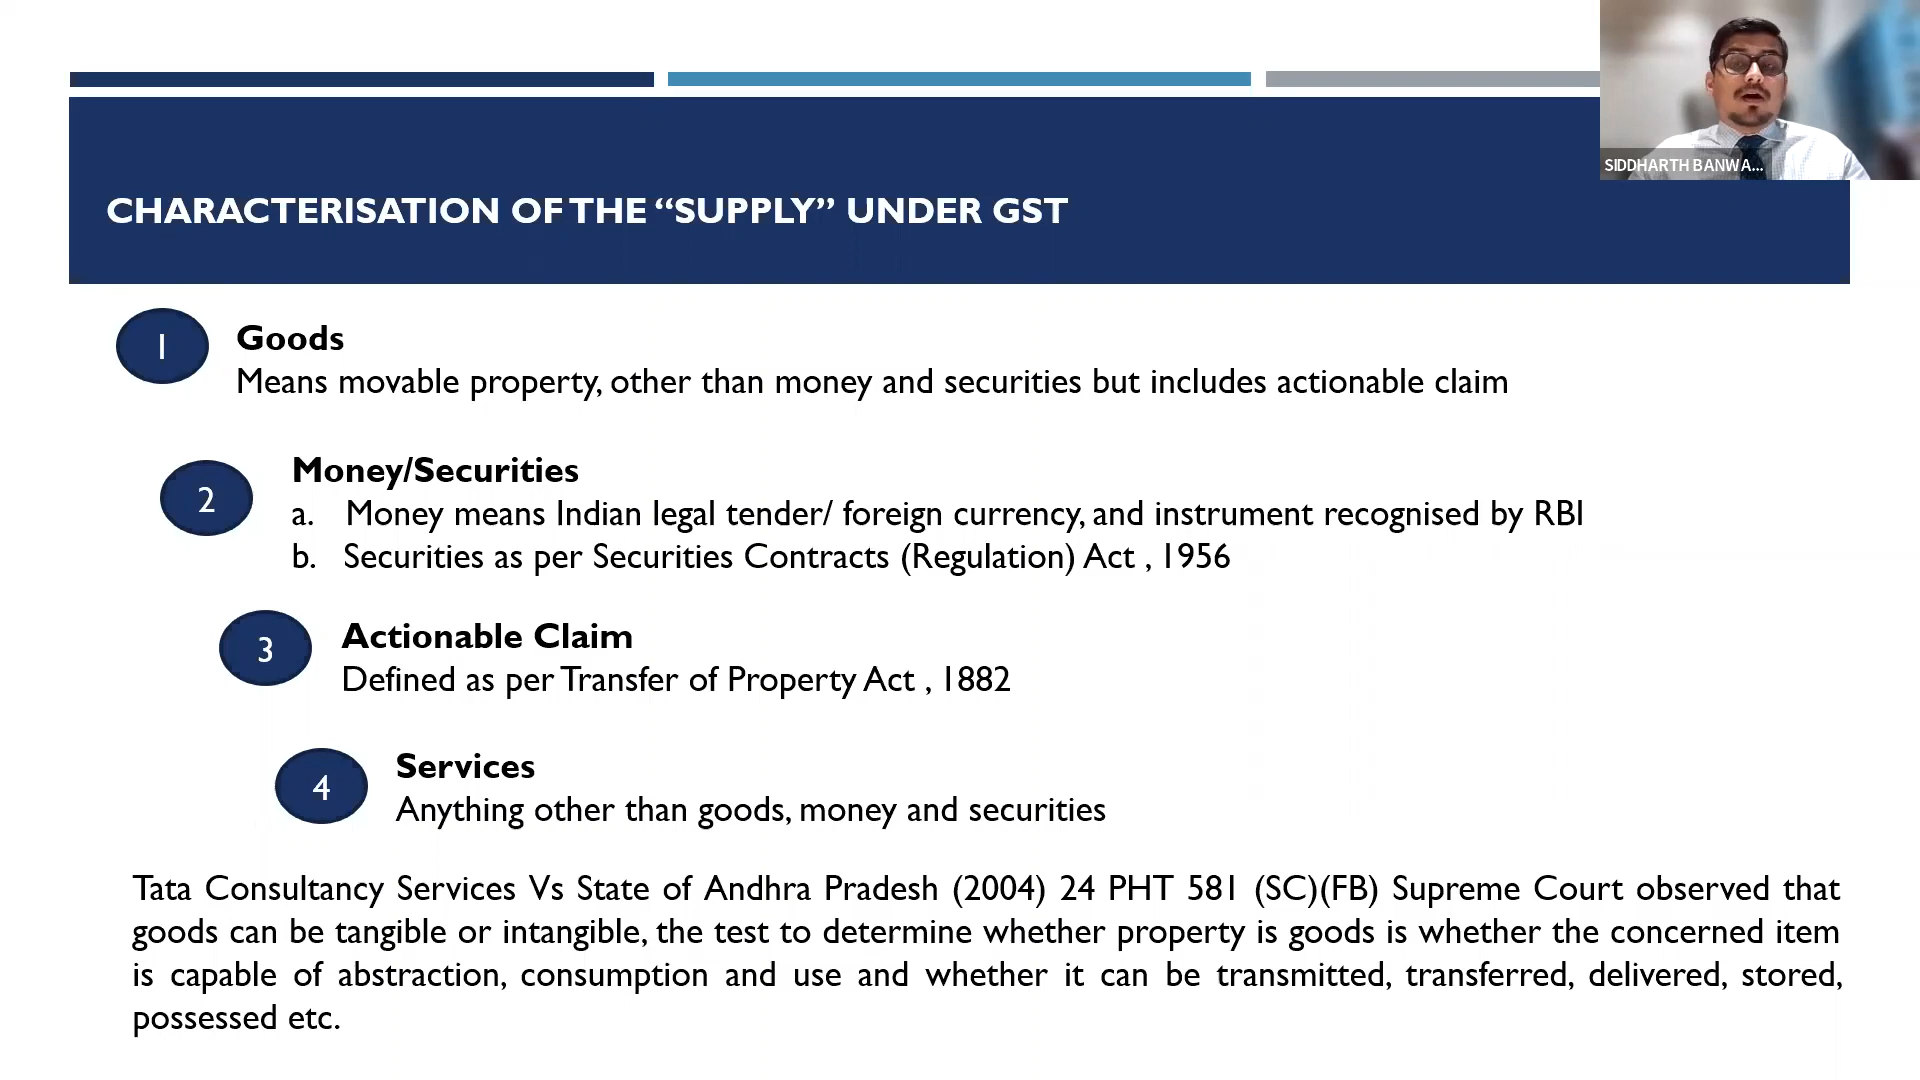 SIDDHARTH BANWA...
CHARACTERISATION OF THE “SUPPLY” UNDER GST
1
Goods
Means movable property, other than money and securities but includes actionable claim
2
Money/Securities
a. Money means Indian legal tender/ foreign currency, and instrument recognised by RBI
b. Securities as per Securities Contracts (Regulation) Act , 1956
3
Actionable Claim
Defined as per Transfer of Property Act , 1882
4
Services
Anything other than goods, money and securities
Tata Consultancy Services Vs State of Andhra Pradesh (2004) 24 PHT 581 (SC)(FB) Supreme Court observed that
goods can be tangible or intangible, the test to determine whether property is goods is whether the concerned item
is capable of abstraction, consumption and use and whether it can be transmitted, transferred, delivered, stored,
possessed etc.